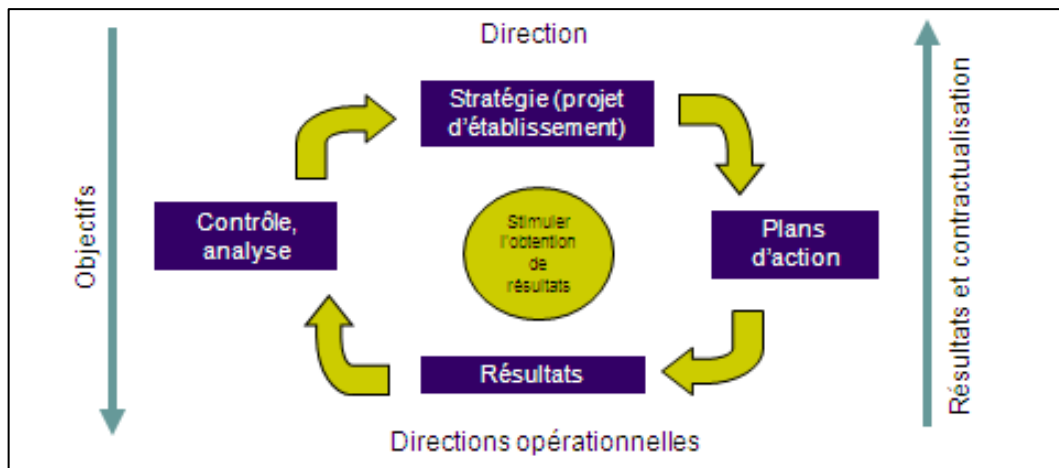 Direction
Stratégie (projet
d'établissement)
Objectifs
Contrôle,
analyse
Stimuler
l'obtention
de
résultats
Plans
d'action
Résultats
Directions opérationnelles
Résultats et contractualisation